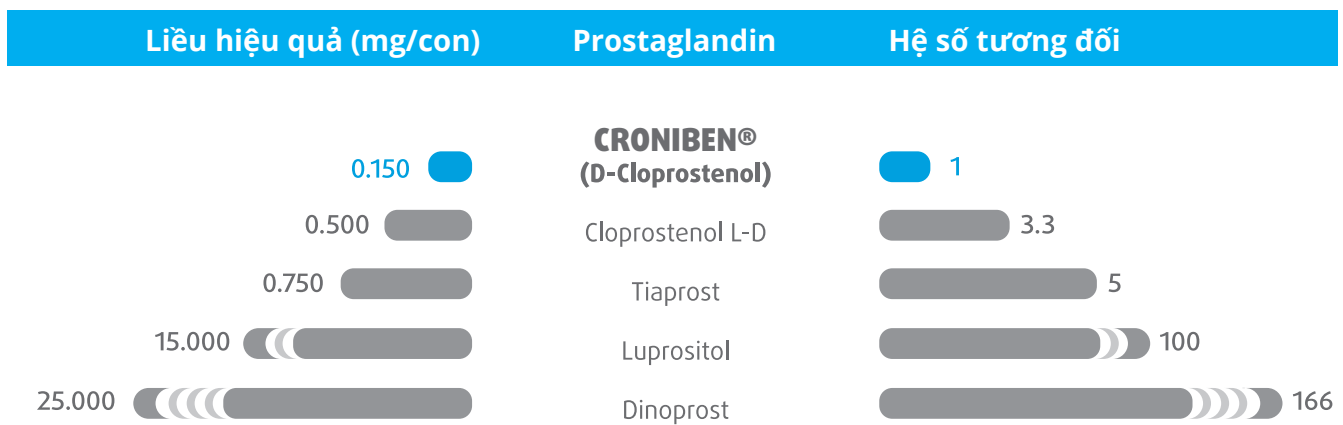 Liều hiệu quả (mg/con) Prostaglandin Hệ số tương đối
CRONIBEN®
0.150 (D-Cloprostenol) 1
0.500 Cloprostenol L-D 3.3
0.750 Tiaprost 5
15.000 Luprositol 100
25.000 Dinoprost 166